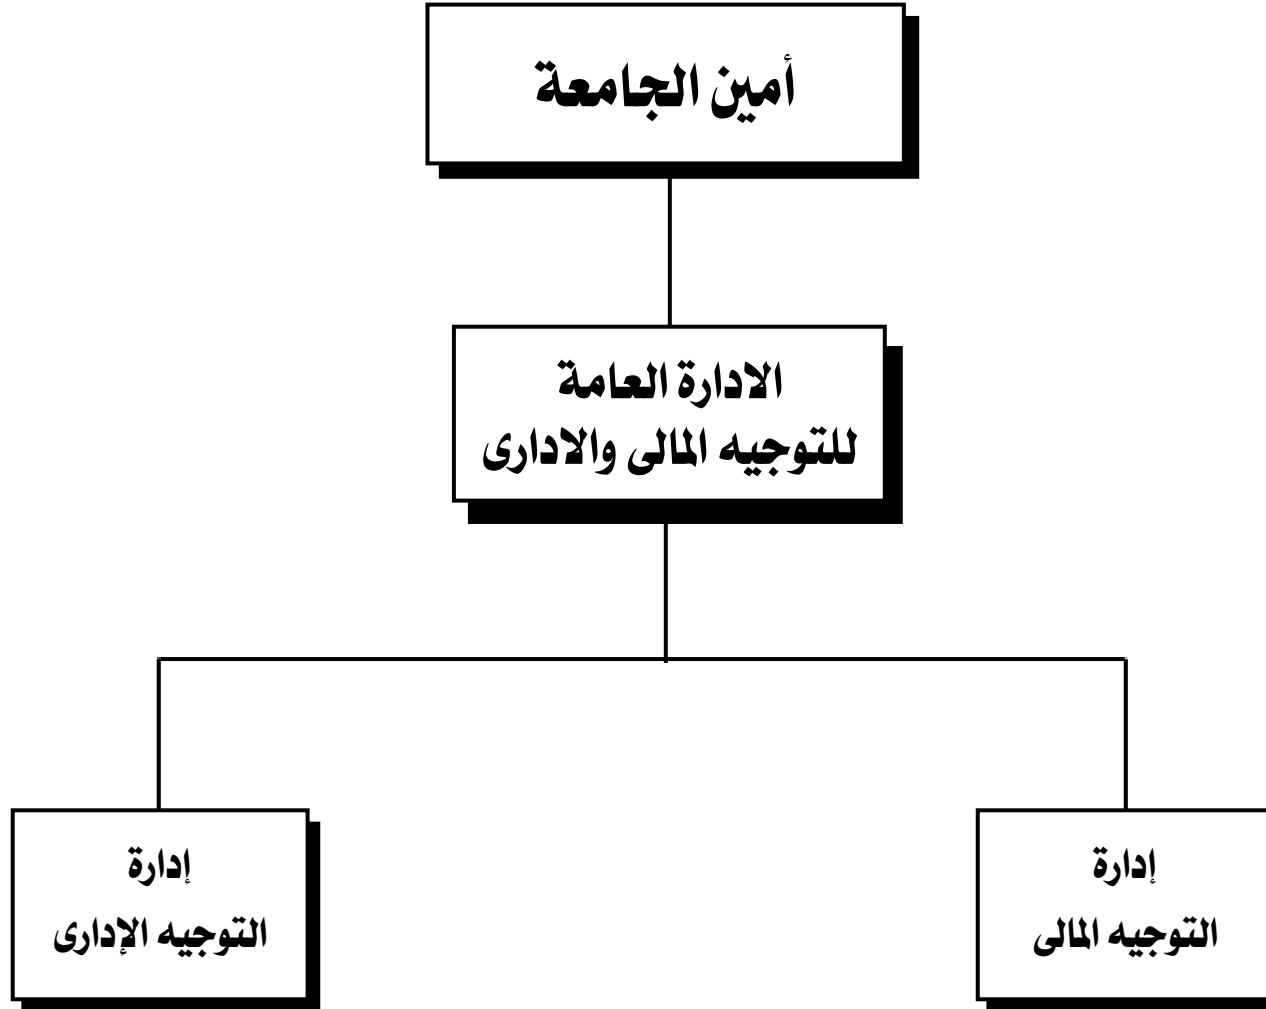 أمين الجامعة
الادارة العامة
للتوجيه المالى والادارى
إدارة
التوجيه المالى
إدارة
التوجيه الإدارى